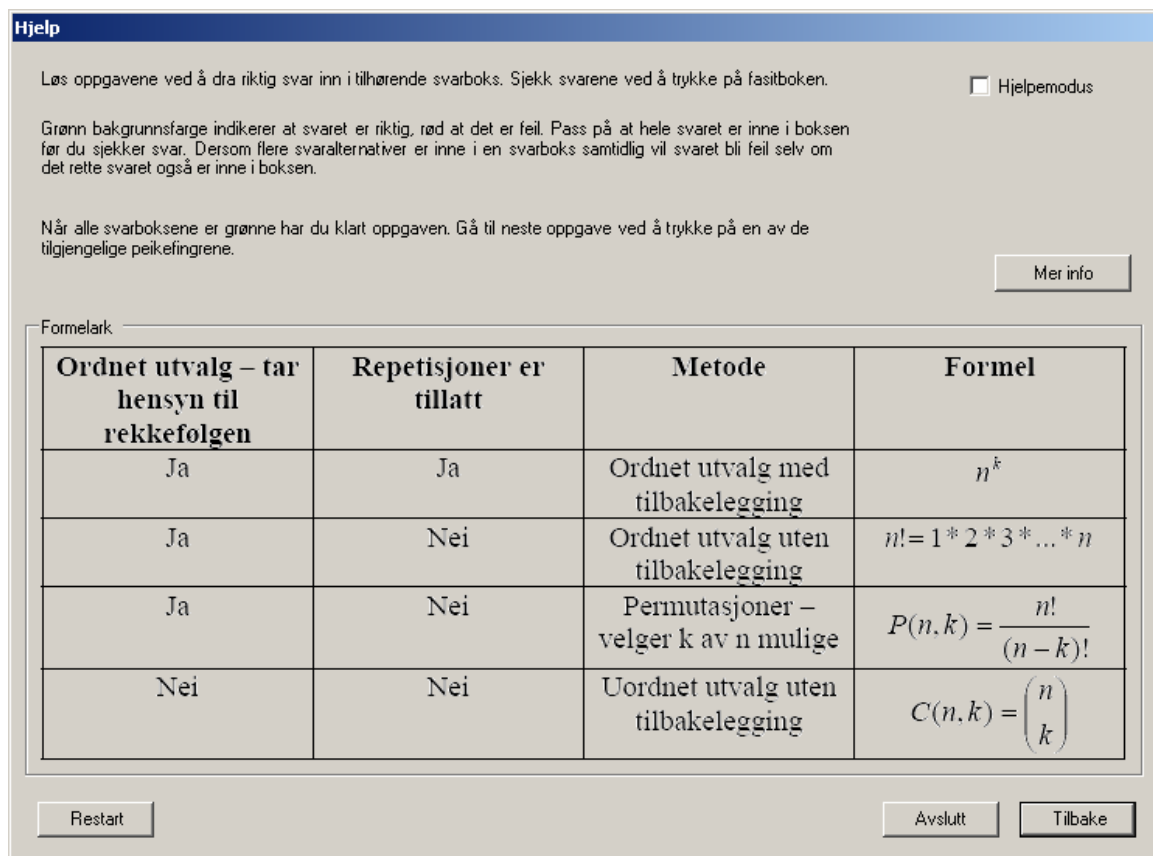 Hjelp
Løs oppgavene ved å dra riktig svar inn i tilhørende svarboks. Sjekk svarene ved å trykke på fasitboken.
Hjelpemodus
Grønn bakgrunnsfarge indikerer at svaret er riktig, rød at det er feil. Pass på at hele svaret er inne i boksen
før du sjekker svar. Dersom flere svaralternativer er inne i en svarboks samtidlig vil svaret bli feil selv om
det rette svaret også er inne i boksen.
Når alle svarboksene er grønne har du klart oppgaven. Gå til neste oppgave ved å trykke på en av de
tilgjengelige peikefingrene.
Mer info
Formelark
Ordnet utvalg – tar
hensyn til
rekkefølgen
Repetisjoner er
tillatt
Metode
Formel
Ja
Ja
Ordnet utvalg med
tilbakelegging
n^k
Ja
Nei
Ordnet utvalg uten
tilbakelegging
n!= 1 * 2 * 3 * ... * n
Ja
Nei
Permutasjoner –
velger k av n mulige
P(n,k) = n! / (n – k)!
Nei
Nei
Uordnet utvalg uten
tilbakelegging
C(n,k) = (n k)
Restart
Avslutt
Tilbake